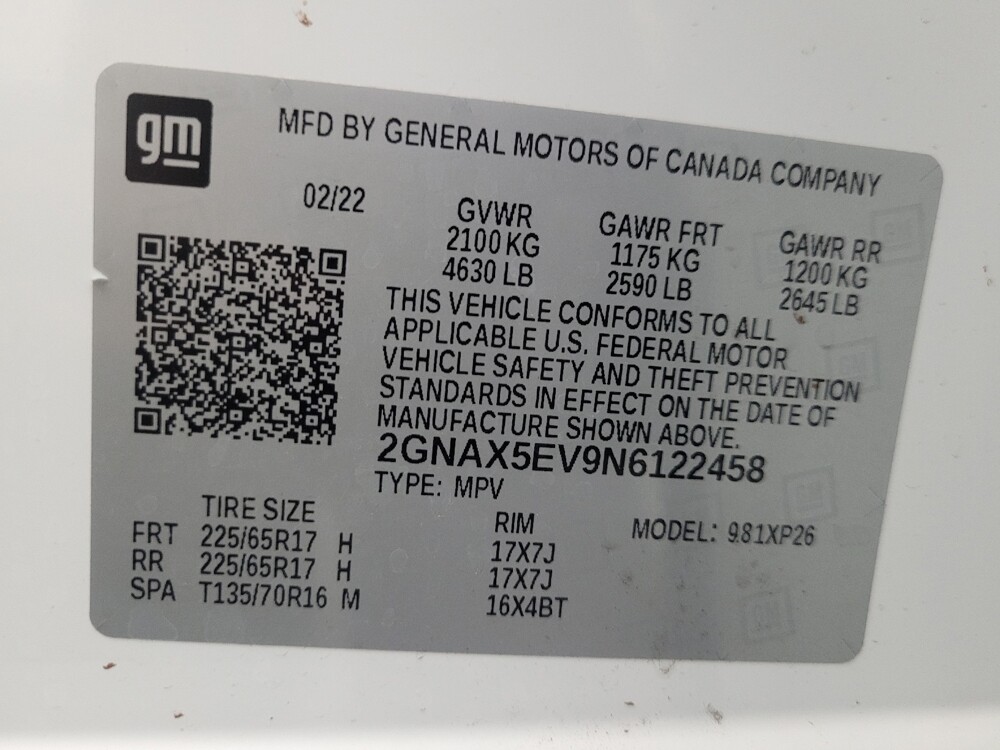 gm
MFD BY GENERAL MOTORS OF CANADA COMPANY
02/22 GVWR GAWR FRT GAWR RR
2100 KG 1175 KG 1200 KG
4630 LB 2590 LB 2645 LB
THIS VEHICLE CONFORMS TO ALL
APPLICABLE U.S. FEDERAL MOTOR
VEHICLE SAFETY AND THEFT PREVENTION
STANDARDS IN EFFECT ON THE DATE OF
MANUFACTURE SHOWN ABOVE.
2GNAX5EV9N6122458
TYPE: MPV
TIRE SIZE RIM MODEL: 981XP26
FRT 225/65R17 H 17X7J
RR 225/65R17 H 17X7J
SPA T135/70R16 M 16X4BT